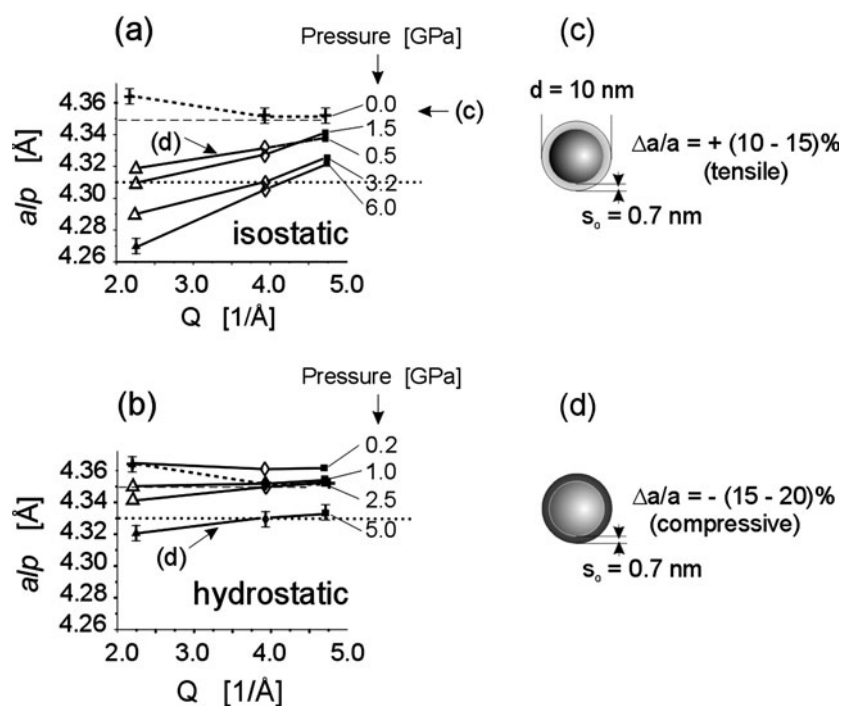 (a)
Pressure [GPa]
4.36
4.34
4.32
4.30
4.28
4.26
alp [Å]
(d)
0.0
1.5
0.5
3.2
6.0
(c)
isostatic
2.0 3.0 4.0 5.0
Q [1/Å]
(c)
d = 10 nm
Δa/a = + (10 - 15)%
(tensile)
s₀ = 0.7 nm
(b)
Pressure [GPa]
4.36
4.34
4.32
4.30
4.28
4.26
alp [Å]
0.2
1.0
2.5
5.0
(d)
hydrostatic
2.0 3.0 4.0 5.0
Q [1/Å]
(d)
Δa/a = - (15 - 20)%
(compressive)
s₀ = 0.7 nm